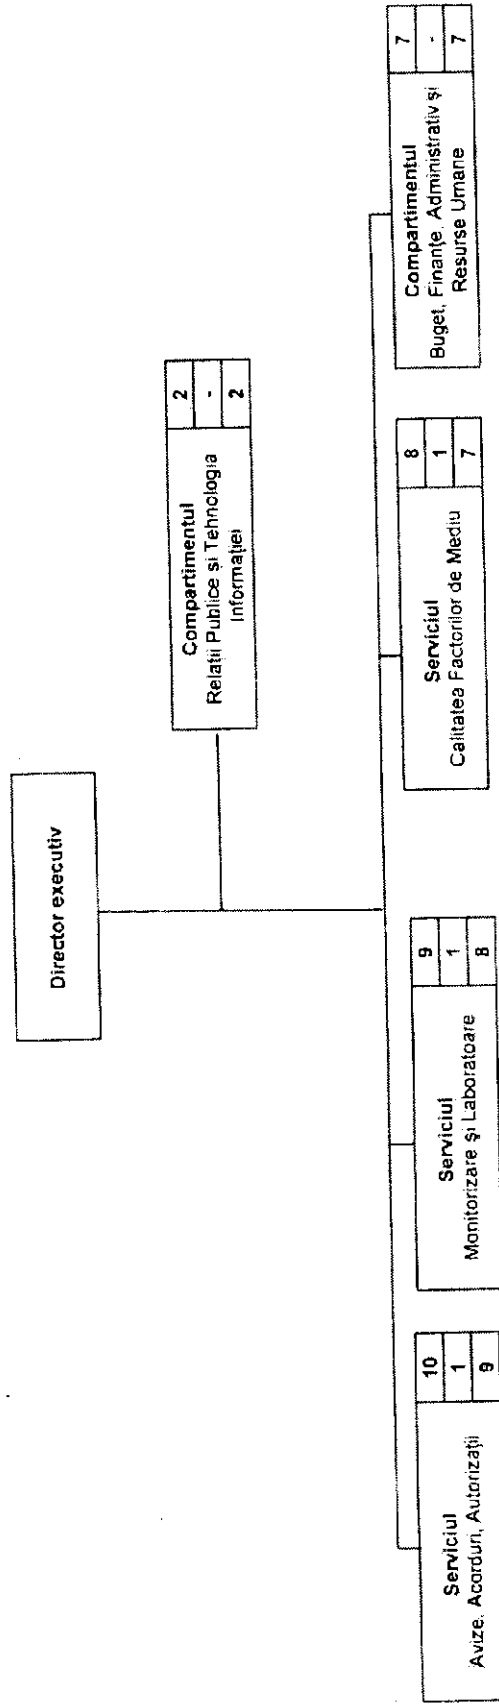 Director executiv
Compartimentul
Relații Publice și Tehnologia
Informației
2
-
2
Serviciul
Avize, Acorduri, Autorizații
10
1
9
Serviciul
Monitorizare și Laboratoare
9
1
8
Serviciul
Calitatea Factorilor de Mediu
8
1
7
Compartimentul
Buget, Finanțe, Administrativ și
Resurse Umane
7
-
7